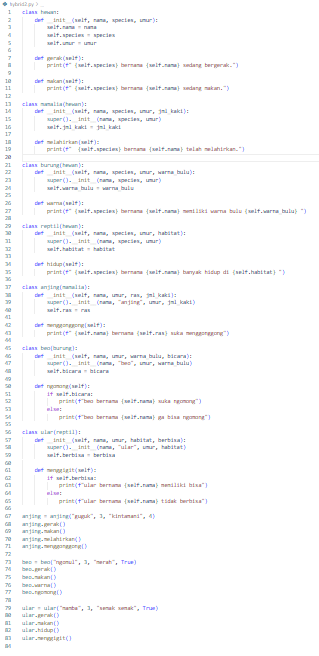 hybrid2.py > ...
1 class hewan:
2     def __init__(self, nama, species, umur):
3         self.nama = nama
4         self.species = species
5         self.umur = umur
6
7     def gerak(self):
8         print(f" {self.species} bernama {self.nama} sedang bergerak.")
9
10     def makan(self):
11         print(f" {self.species} bernama {self.nama} sedang makan.")
12
13 class mamalia(hewan):
14     def __init__(self, nama, species, umur, jml_kaki):
15         super().__init__(nama, species, umur)
16         self.jml_kaki = jml_kaki
17
18     def melahirkan(self):
19         print(f"  {self.species} bernama {self.nama} telah melahirkan.")
20
21 class burung(hewan):
22     def __init__(self, nama, species, umur, warna_bulu):
23         super().__init__(nama, species, umur)
24         self.warna_bulu = warna_bulu
25
26     def warna(self):
27         print(f" {self.species} bernama {self.nama} memiliki warna bulu {self.warna_bulu} ")
28
29 class reptil(hewan):
30     def __init__(self, nama, species, umur, habitat):
31         super().__init__(nama, species, umur)
32         self.habitat = habitat
33
34     def hidup(self):
35         print(f" {self.species} bernama {self.nama} banyak hidup di {self.habitat} ")
36
37 class anjing(mamalia):
38     def __init__(self, nama, umur, ras, jml_kaki):
39         super().__init__(nama, "anjing", umur, jml_kaki)
40         self.ras = ras
41
42     def menggonggong(self):
43         print(f" {self.nama} bernama {self.ras} suka menggonggong")
44
45 class beo(burung):
46     def __init__(self, nama, umur, warna_bulu, bicara):
47         super().__init__(nama, "beo", umur, warna_bulu)
48         self.bicara = bicara
49
50     def ngomong(self):
51         if self.bicara:
52             print(f"beo bernama {self.nama} suka ngomong")
53         else:
54             print(f"beo bernama {self.nama} ga bisa ngomong")
55
56 class ular(reptil):
57     def __init__(self, nama, umur, habitat, berbisa):
58         super().__init__(nama, "ular", umur, habitat)
59         self.berbisa = berbisa
60
61     def menggigit(self):
62         if self.berbisa:
63             print(f"ular bernama {self.nama} memiliki bisa")
64         else:
65             print(f"ular bernama {self.nama} tidak berbisa")
66
67 anjing = anjing("guguk", 3, "kintamani", 4)
68 anjing.gerak()
69 anjing.makan()
70 anjing.melahirkan()
71 anjing.menggonggong()
72
73 beo = beo("ngomul", 3, "merah", True)
74 beo.gerak()
75 beo.makan()
76 beo.warna()
77 beo.ngomong()
78
79 ular = ular("mamba", 3, "semak semak", True)
80 ular.gerak()
81 ular.makan()
82 ular.hidup()
83 ular.menggigit()
84